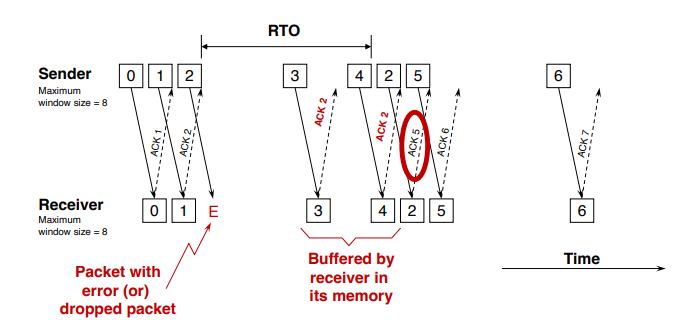 RTO
Sender
Maximum
window size = 8
0 1 2 3 4 2 5 6
ACK 1
ACK 2
ACK 2
ACK 2
ACK 5
ACK 6
ACK 7
Receiver
Maximum
window size = 8
0 1 E 3 4 2 5 6
Packet with
error (or)
dropped packet
Buffered by
receiver in
its memory
Time